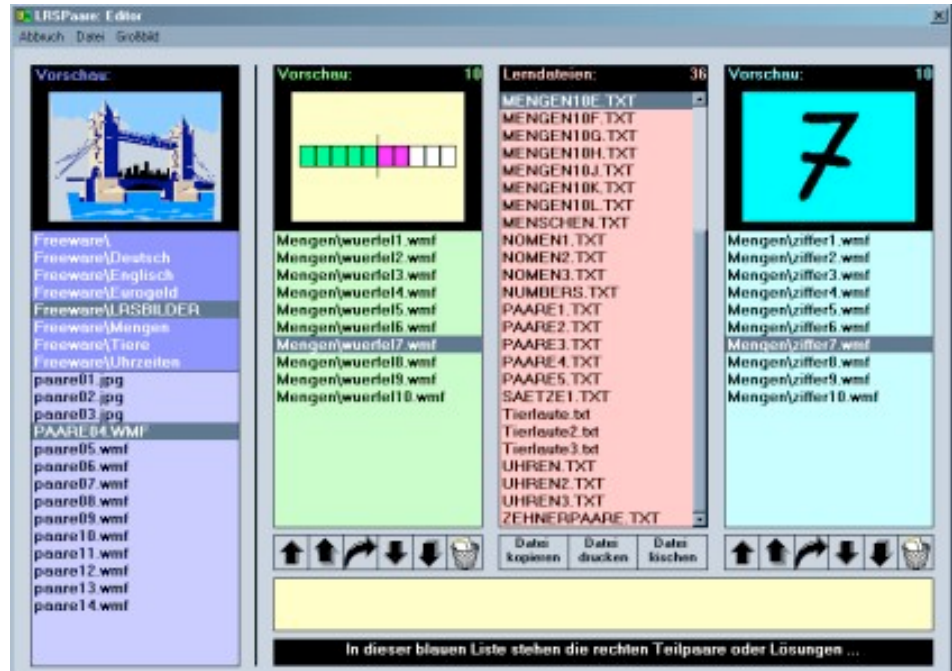 LRSPaare: Editor
Abbruch Datei Großbild
Vorschau:
Freeware\
Freeware\Deutsch
Freeware\Englisch
Freeware\Eurogeld
Freeware\LRSBILDER
Freeware\Mengen
Freeware\Tiere
Freeware\Uhrzeiten
paare01.jpg
paare02.jpg
paare03.jpg
PAARE04.WMF
paare05.wmf
paare06.wmf
paare07.wmf
paare08.wmf
paare09.wmf
paare10.wmf
paare11.wmf
paare12.wmf
paare13.wmf
paare14.wmf
Vorschau: 10
Mengen\wuerfel1.wmf
Mengen\wuerfel2.wmf
Mengen\wuerfel3.wmf
Mengen\wuerfel4.wmf
Mengen\wuerfel5.wmf
Mengen\wuerfel6.wmf
Mengen\wuerfel7.wmf
Mengen\wuerfel8.wmf
Mengen\wuerfel9.wmf
Mengen\wuerfel10.wmf
Lerndateien: 36
MENGEN10E.TXT
MENGEN10F.TXT
MENGEN10G.TXT
MENGEN10H.TXT
MENGEN10J.TXT
MENGEN10K.TXT
MENGEN10L.TXT
MENSCHEN.TXT
NOMEN1.TXT
NOMEN2.TXT
NOMEN3.TXT
NUMBERS.TXT
PAARE1.TXT
PAARE2.TXT
PAARE3.TXT
PAARE4.TXT
PAARE5.TXT
SAETZE1.TXT
Tierlaute.txt
Tierlaute2.txt
Tierlaute3.txt
UHREN.TXT
UHREN2.TXT
UHREN3.TXT
ZEHNERPAARE.TXT
Datei kopieren
Datei drucken
Datei löschen
Vorschau: 10
7
Mengen\ziffer1.wmf
Mengen\ziffer2.wmf
Mengen\ziffer3.wmf
Mengen\ziffer4.wmf
Mengen\ziffer5.wmf
Mengen\ziffer6.wmf
Mengen\ziffer7.wmf
Mengen\ziffer8.wmf
Mengen\ziffer9.wmf
Mengen\ziffer10.wmf
In dieser blauen Liste stehen die rechten Teilpaare oder Lösungen ...